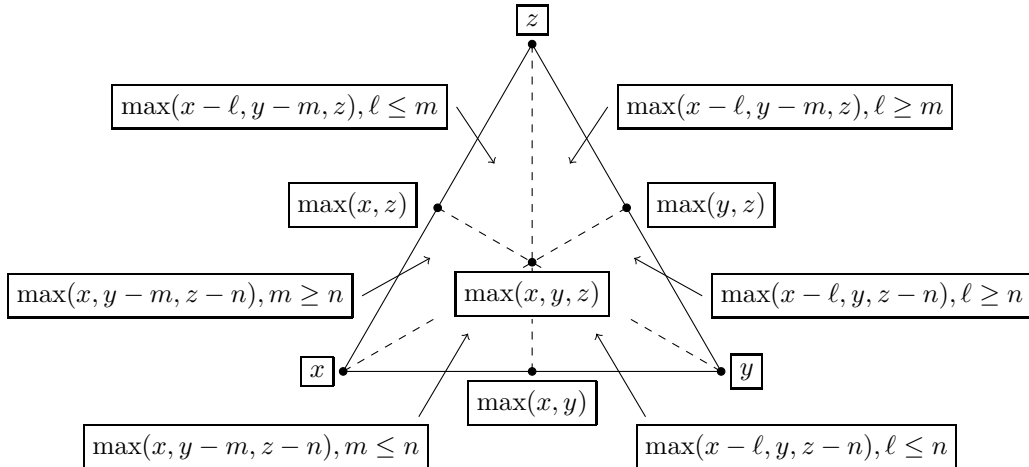 z
max(x − ℓ, y − m, z), ℓ ≤ m
max(x − ℓ, y − m, z), ℓ ≥ m
max(x, z)
max(y, z)
max(x, y − m, z − n), m ≥ n
max(x, y, z)
max(x − ℓ, y, z − n), ℓ ≥ n
x
y
max(x, y)
max(x, y − m, z − n), m ≤ n
max(x − ℓ, y, z − n), ℓ ≤ n